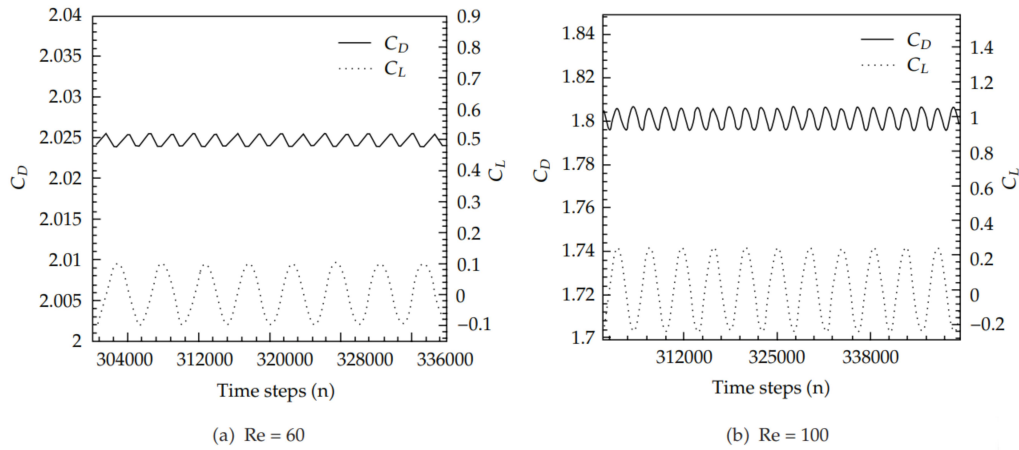 2.04
2.035
2.03
2.025
2.02
2.015
2.01
2.005
2
C_D
0.9
0.8
0.7
0.6
0.5
0.4
0.3
0.2
0.1
0
−0.1
C_L
C_D
C_L
304000 312000 320000 328000 336000
Time steps (n)
(a) Re = 60
1.84
1.82
1.8
1.78
1.76
1.74
1.72
1.7
C_D
1.4
1.2
1
0.8
0.6
0.4
0.2
0
−0.2
C_L
C_D
C_L
312000 325000 338000
Time steps (n)
(b) Re = 100